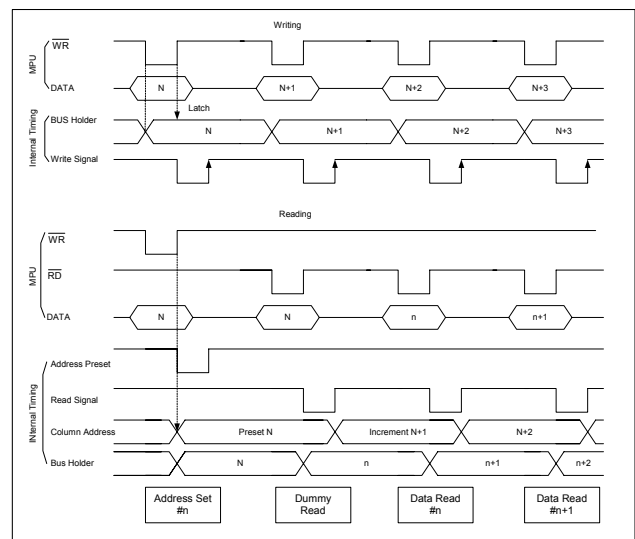 Writing
MPU
WR
DATA
N
N+1
N+2
N+3
Latch
Internal Timing
BUS Holder
N
N+1
N+2
N+3
Write Signal
Reading
MPU
WR
RD
DATA
N
N
n
n+1
INternal Timing
Address Preset
Read Signal
Column Address
Preset N
Increment N+1
N+2
Bus Holder
N
n
n+1
n+2
Address Set
#n
Dummy
Read
Data Read
#n
Data Read
#n+1